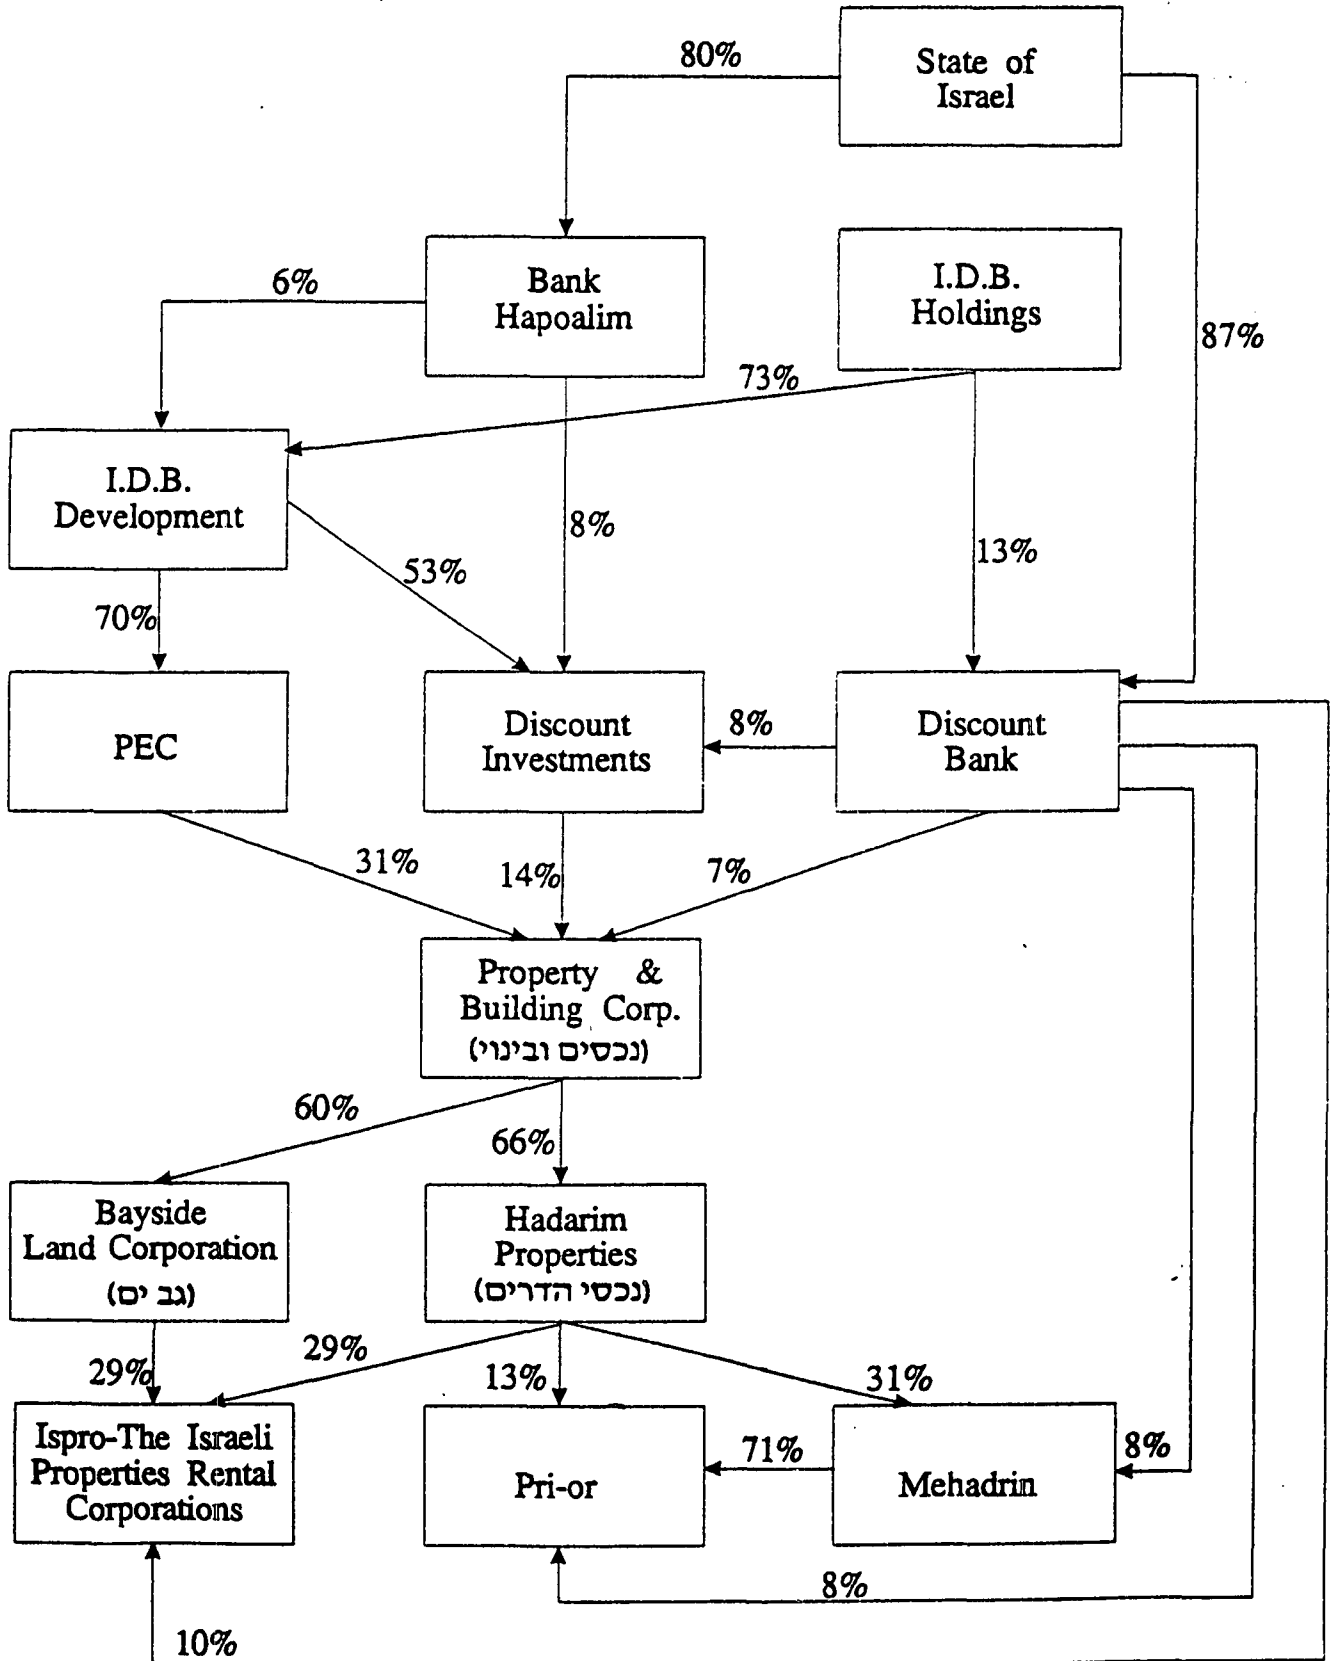 80%
State of
Israel
Bank
Hapoalim
I.D.B.
Holdings
6%
87%
73%
I.D.B.
Development
8%
13%
53%
70%
PEC
Discount
Investments
8%
Discount
Bank
31%
14%
7%
Property &
Building Corp.
(נכסים ובינוי)
60%
66%
Bayside
Land Corporation
(גב ים)
Hadarim
Properties
(נכסי הדרים)
29%
29%
13%
31%
Ispro-The Israeli
Properties Rental
Corporations
Pri-or
71%
Mehadrin
8%
8%
10%